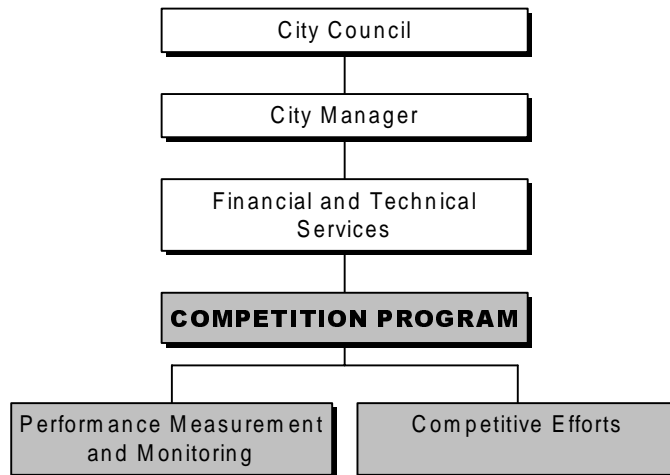 City Council
City Manager
Financial and Technical
Services
COMPETITION PROGRAM
Performance Measurement
and Monitoring
Competitive Efforts